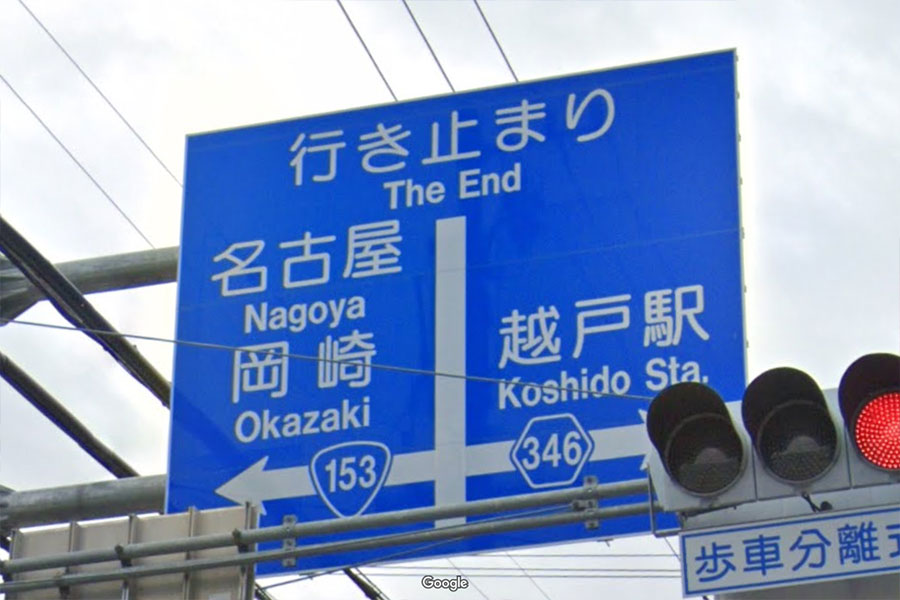 行き止まり
The End
名古屋
Nagoya
岡崎
Okazaki
153
越戸駅
Koshido Sta.
346
歩車分離式
Google